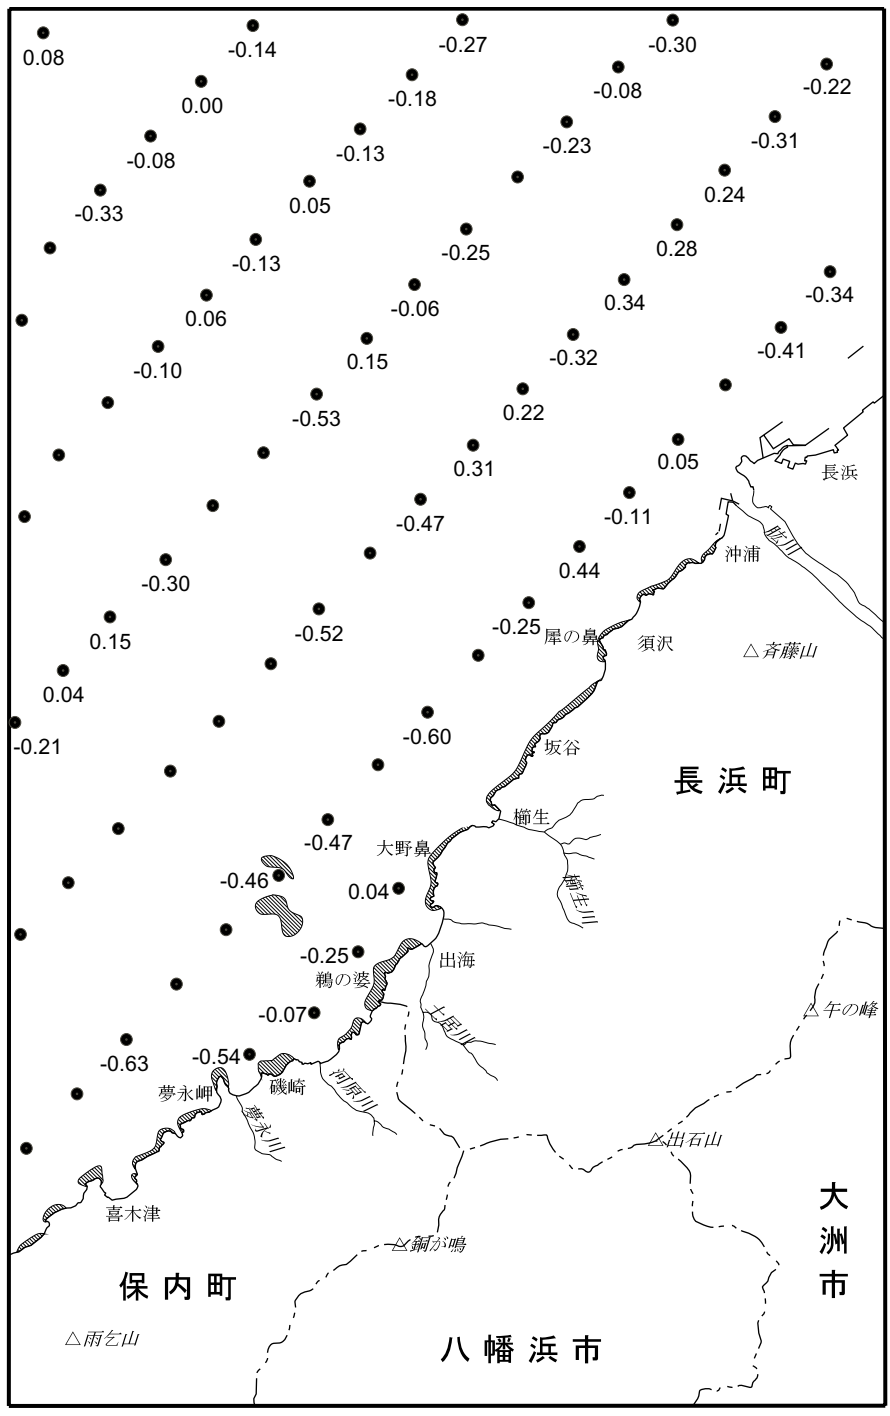 -0.14
-0.27
-0.30
0.08
-0.08
-0.22
0.00
-0.18
-0.23
-0.31
-0.08
-0.13
0.24
-0.33
0.05
-0.25
0.28
-0.13
-0.06
0.34
-0.34
0.06
0.15
-0.32
-0.41
-0.10
-0.53
0.22
0.05
長浜
0.31
-0.11
-0.47
沖浦
肱川
0.44
-0.30
-0.25
-0.52
0.15
犀の鼻
須沢
△斉藤山
0.04
-0.21
-0.60
坂谷
長浜町
櫛生
-0.47
大野鼻
-0.46
0.04
櫛生川
-0.25
出海
鵜の婆
-0.07
土居川
△午の峰
-0.63
-0.54
夢永岬
磯崎
河原川
夢永川
△出石山
喜木津
大洲市
△銅が鳴
保内町
△雨乞山
八幡浜市